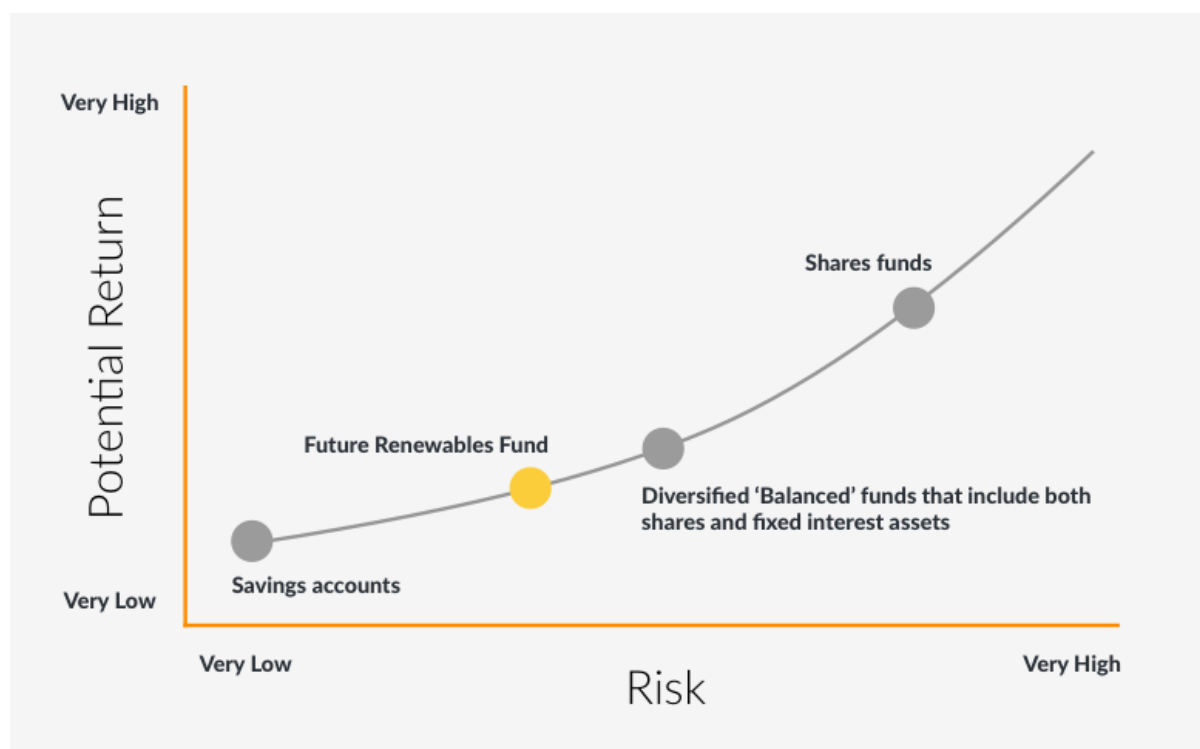 Very High
Potential Return
Shares funds
Future Renewables Fund
Diversified ‘Balanced’ funds that include both
shares and fixed interest assets
Savings accounts
Very Low
Very Low
Very High
Risk